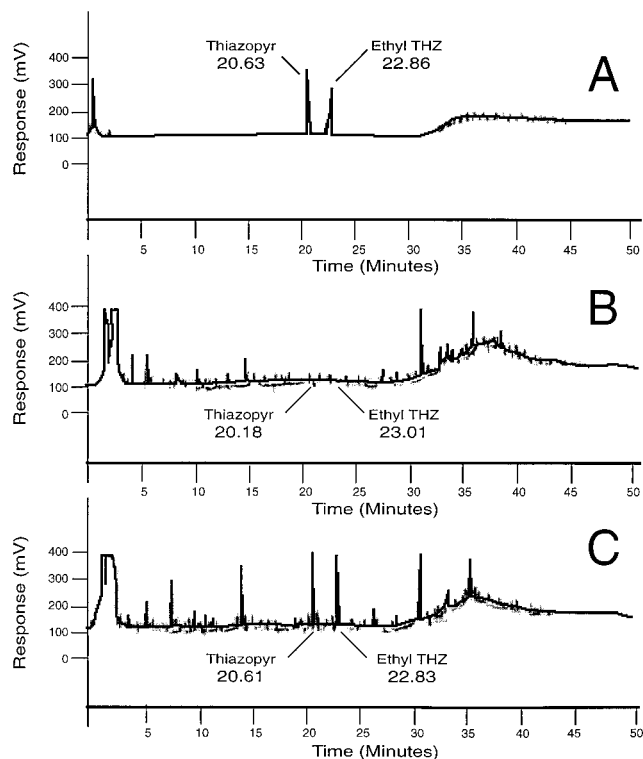 Thiazopyr
20.63
Ethyl THZ
22.86
A
Response (mV)
400
300
200
100
0
5 10 15 20 25 30 35 40 45 50
Time (Minutes)
B
Response (mV)
400
300
200
100
0
Thiazopyr
20.18
Ethyl THZ
23.01
5 10 15 20 25 30 35 40 45 50
Time (Minutes)
C
Response (mV)
400
300
200
100
0
Thiazopyr
20.61
Ethyl THZ
22.83
5 10 15 20 25 30 35 40 45 50
Time (Minutes)